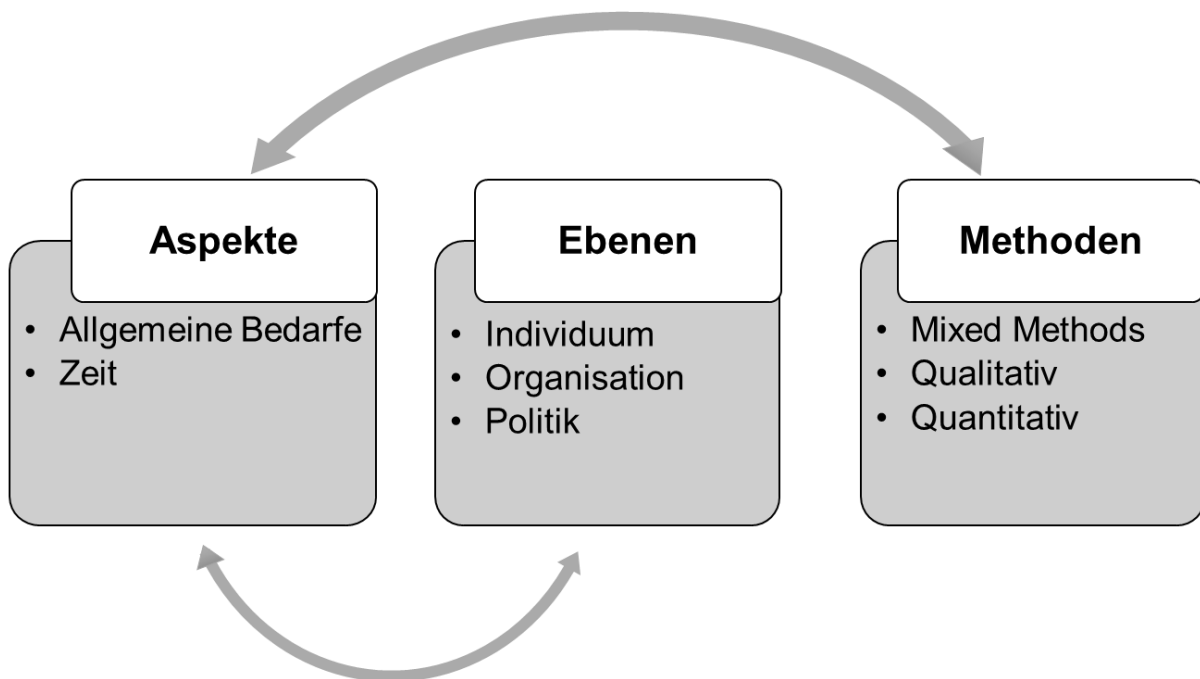 Aspekte
• Allgemeine Bedarfe
• Zeit
Ebenen
• Individuum
• Organisation
• Politik
Methoden
• Mixed Methods
• Qualitativ
• Quantitativ